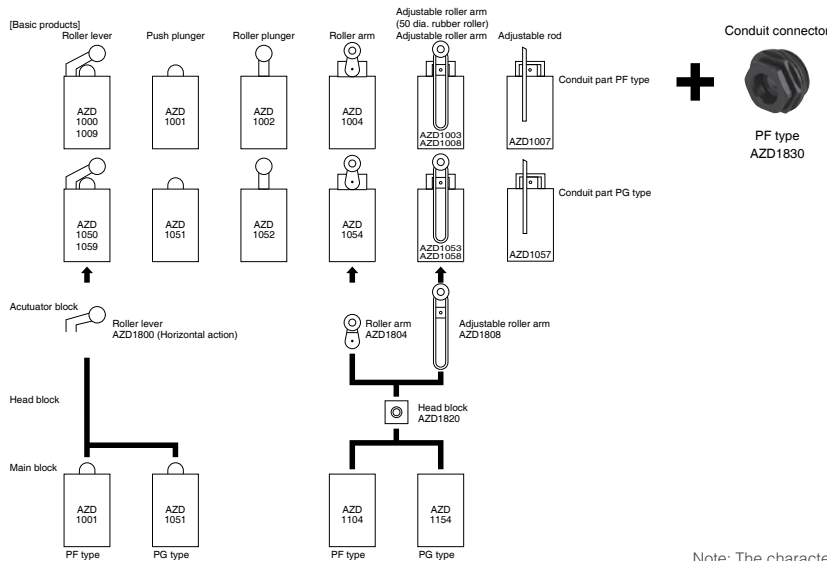 [Basic products]
Roller lever
Push plunger
Roller plunger
Roller arm
Adjustable roller arm
(50 dia. rubber roller)
Adjustable roller arm
Adjustable rod
Conduit connector
AZD
1000
1009
AZD
1001
AZD
1002
AZD
1004
AZD1003
AZD1008
AZD1007
Conduit part PF type
PF type
AZD1830
AZD
1050
1059
AZD
1051
AZD
1052
AZD
1054
AZD1053
AZD1058
AZD1057
Conduit part PG type
Acutuator block
Roller lever
AZD1800 (Horizontal action)
Roller arm
AZD1804
Adjustable roller arm
AZD1808
Head block
Head block
AZD1820
Main block
AZD
1001
AZD
1051
AZD
1104
AZD
1154
PF type
PG type
PF type
PG type
Note: The characte